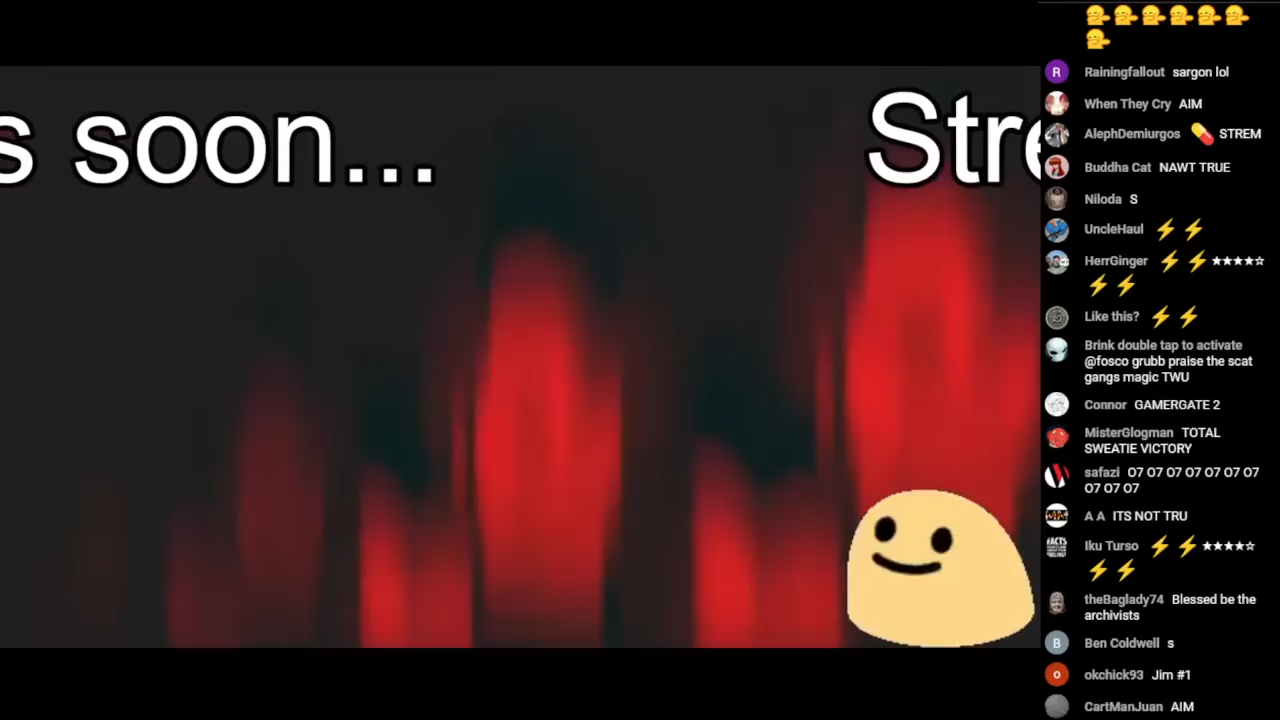 s soon...
Stre
Rainingfallout sargon lol
When They Cry AIM
AlephDemiurgos 💊 STREM
Buddha Cat NAWT TRUE
Niloda S
UncleHaul ⚡⚡
HerrGinger ⚡⚡★★★★☆
⚡⚡
Like this? ⚡⚡
Brink double tap to activate
@fosco grubb praise the scat
gangs magic TWU
Connor GAMERGATE 2
MisterGlogman TOTAL
SWEATIE VICTORY
safazi 07 07 07 07 07 07 07
07 07 07
A A ITS NOT TRU
Iku Turso ⚡⚡★★★★☆
⚡⚡
theBaglady74 Blessed be the
archivists
Ben Coldwell s
okchick93 Jim #1
CartManJuan AIM